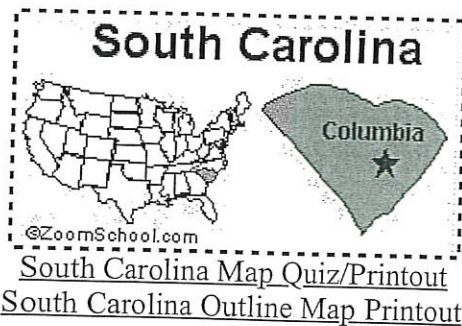 South Carolina
Columbia
©ZoomSchool.com
South Carolina Map Quiz/Printout
South Carolina Outline Map Printout